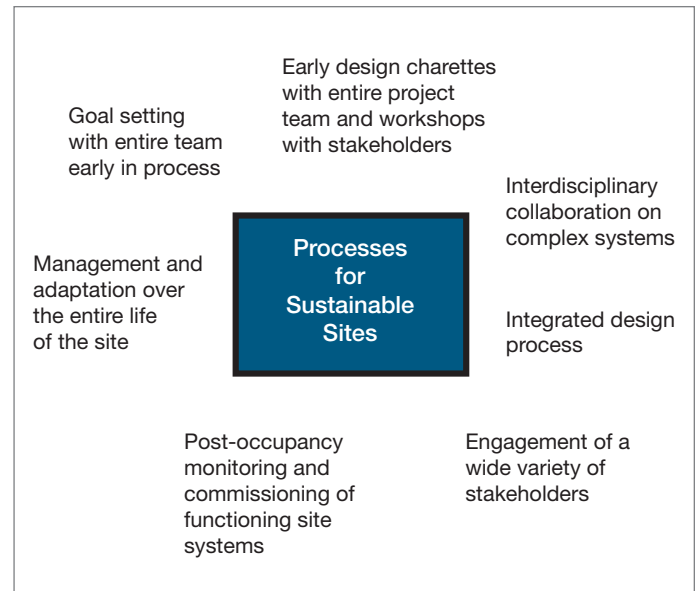 Early design charettes
with entire project
team and workshops
with stakeholders
Goal setting
with entire team
early in process
Interdisciplinary
collaboration on
complex systems
Processes
for
Sustainable
Sites
Management and
adaptation over
the entire life
of the site
Integrated design
process
Post-occupancy
monitoring and
commissioning of
functioning site
systems
Engagement of a
wide variety of
stakeholders